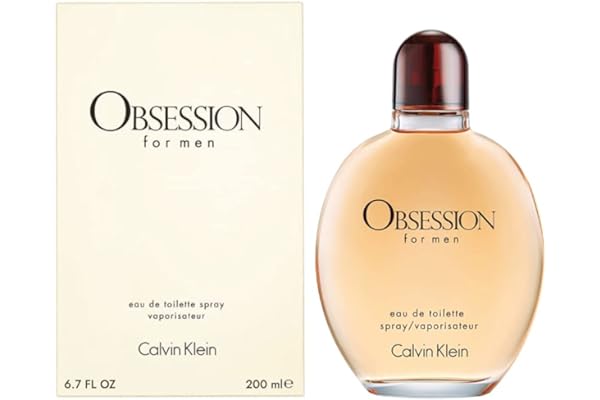 OBSESSION
for men
eau de toilette spray
vaporisateur
Calvin Klein
6.7 FL OZ 200 ml℮
OBSESSION
for men
eau de toilette
spray/vaporisateur
Calvin Klein